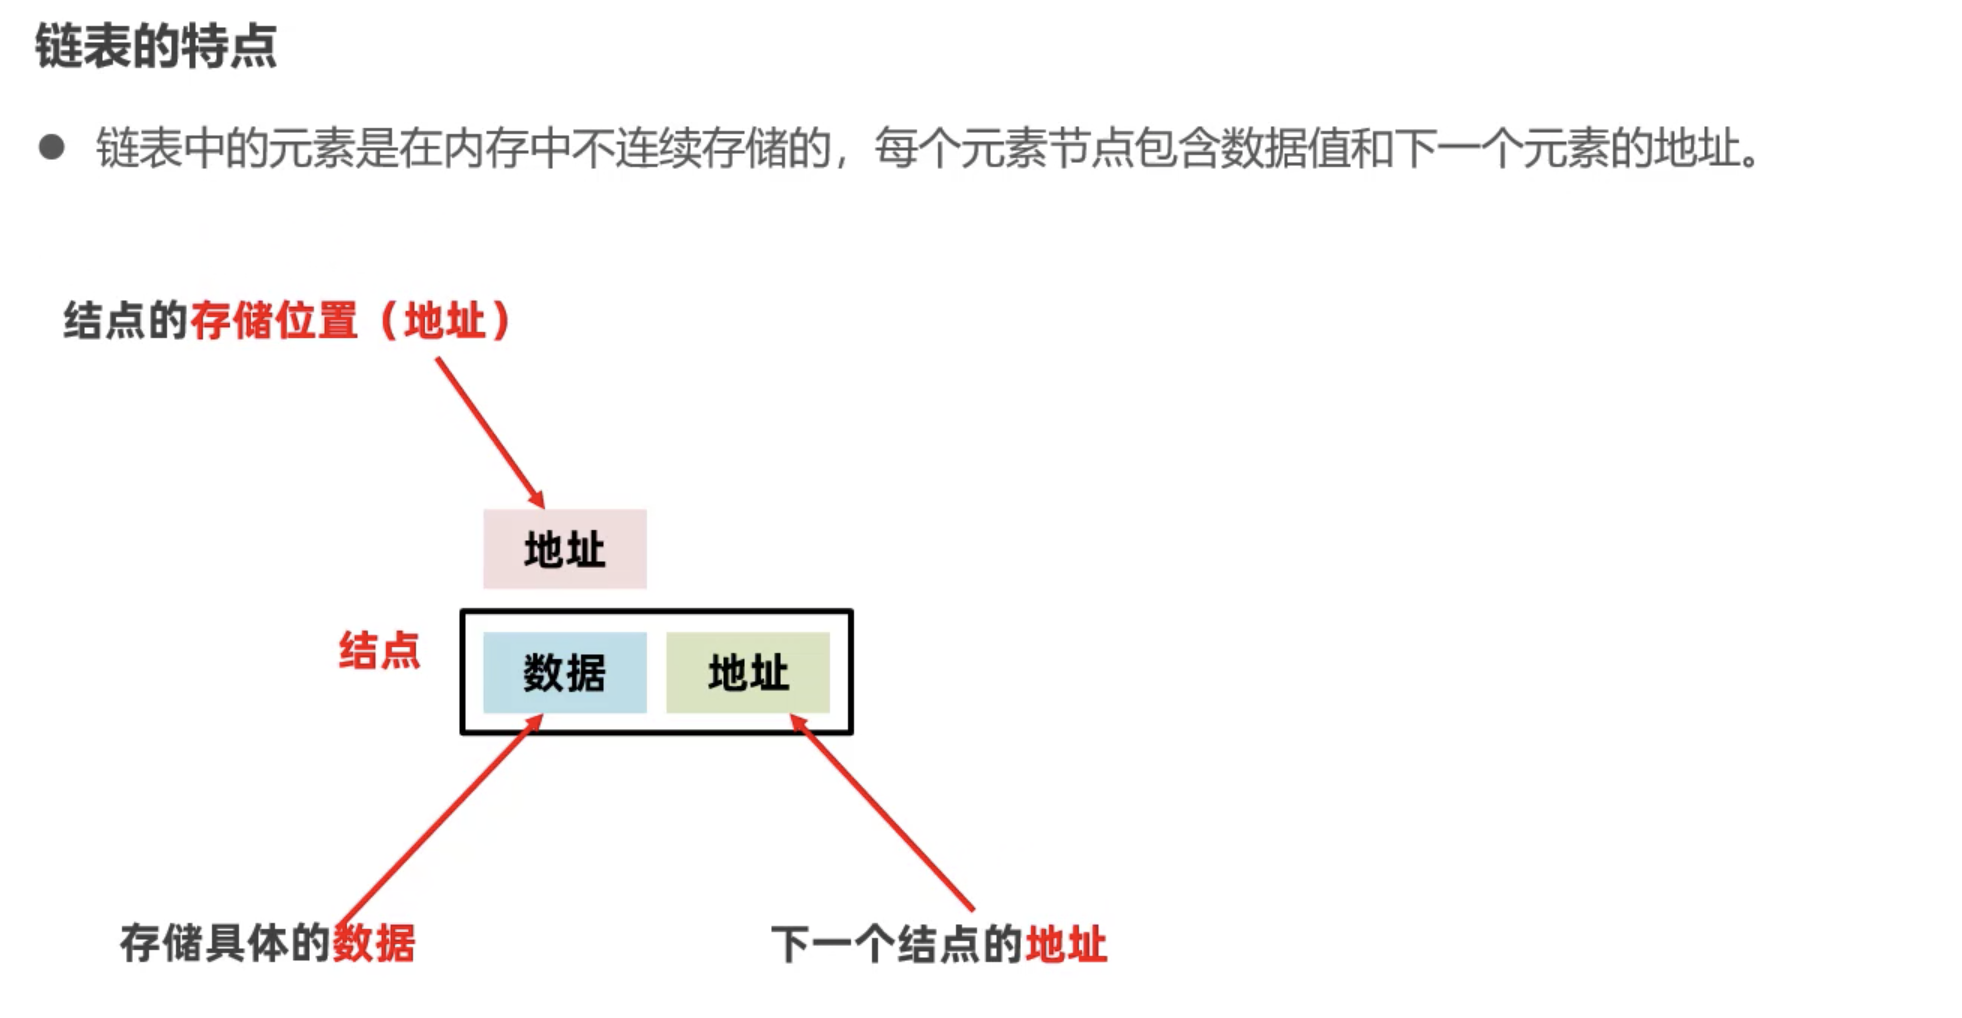 链表的特点
● 链表中的元素是在内存中不连续存储的，每个元素节点包含数据值和下一个元素的地址。
结点的存储位置（地址）
地址
结点
数据 地址
存储具体的数据
下一个结点的地址